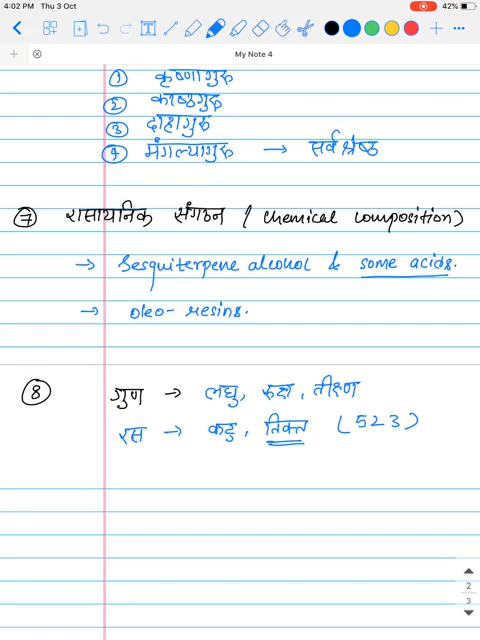 4:02 PM Thu 3 Oct 42%
My Note 4
① कृष्णागुरु
② काष्ठगुरु
③ दाहागुरु
④ मंगल्यागुरु → सर्वश्रेष्ठ
⑦ रासायनिक संगठन (Chemical composition)
→ Sesquiterpene alcohol & some acids.
→ Oleo-resins.
⑧ गुण → लघु, रुक्ष, तीक्ष्ण
रस → कटु, तिक्त (523)
2
3